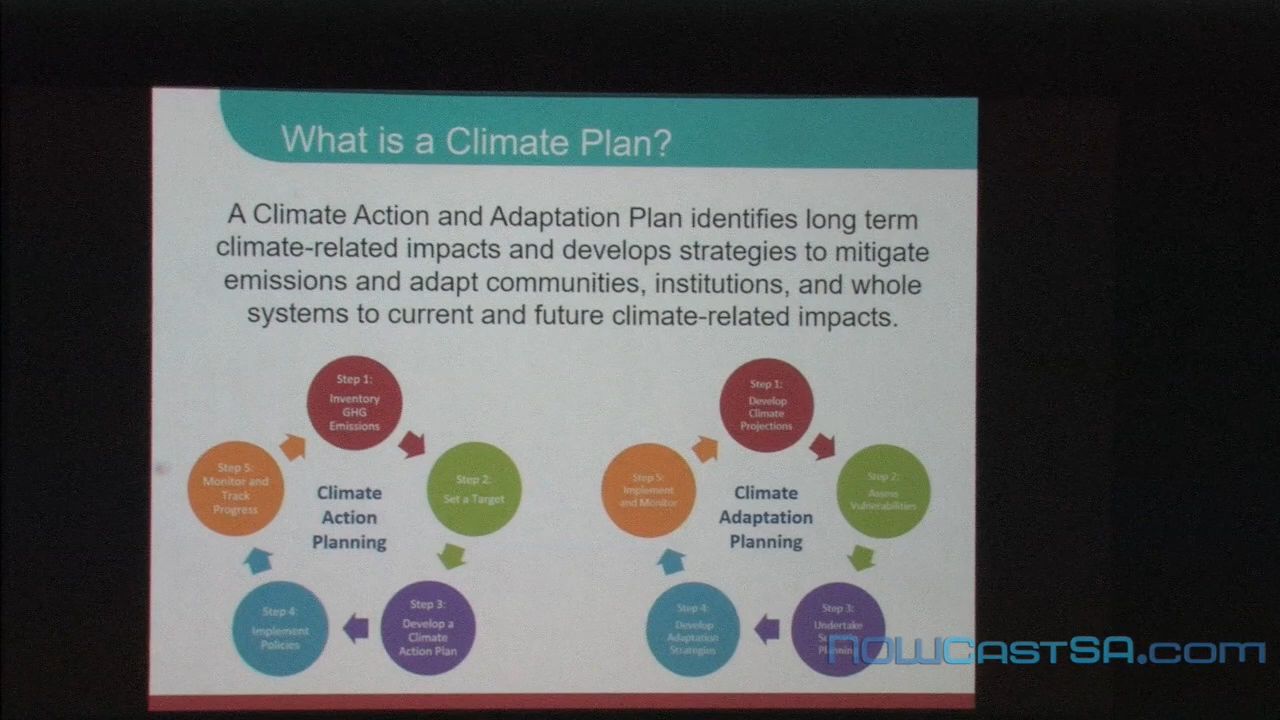 What is a Climate Plan?
A Climate Action and Adaptation Plan identifies long term
climate-related impacts and develops strategies to mitigate
emissions and adapt communities, institutions, and whole
systems to current and future climate-related impacts.
Climate
Action
Planning
Step 1:
Inventory
GHG
Emissions
Step 2:
Set a Target
Step 3:
Develop a
Climate
Action Plan
Step 4:
Implement
Policies
Step 5:
Monitor and
Track
Progress
Climate
Adaptation
Planning
Step 1:
Develop
Climate
Projections
Step 2:
Assess
Vulnerabilities
Step 3:
Undertake
Planning
Step 4:
Develop
Adaptation
Strategies
Step 5:
Implement
and Monitor
NOWCastSA.com